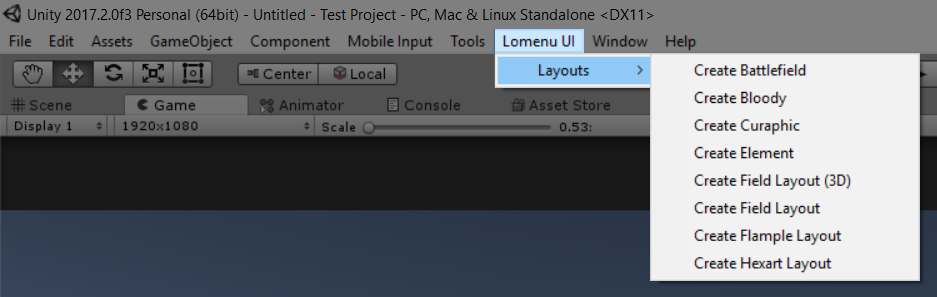 Unity 2017.2.0f3 Personal (64bit) - Untitled - Test Project - PC, Mac & Linux Standalone <DX11>
File Edit Assets GameObject Component Mobile Input Tools Lomenu UI Window Help
Layouts
Create Battlefield
Create Bloody
Create Curaphic
Create Element
Create Field Layout (3D)
Create Field Layout
Create Flample Layout
Create Hexart Layout
Center Local
Scene Game Animator Console Asset Store
Display 1 1920x1080 Scale 0.53: